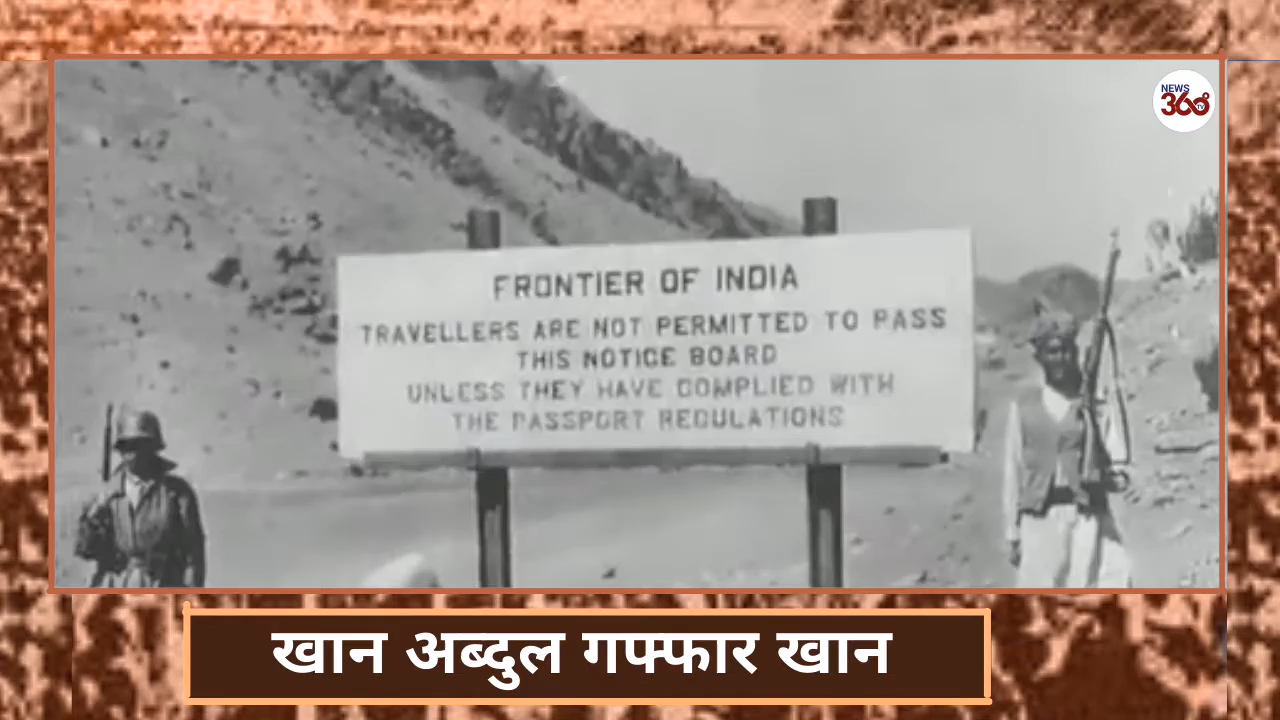 NEWS
360
TV
FRONTIER OF INDIA
TRAVELLERS ARE NOT PERMITTED TO PASS
THIS NOTICE BOARD
UNLESS THEY HAVE COMPLIED WITH
THE PASSPORT REGULATIONS
खान अब्दुल गफ्फार खान